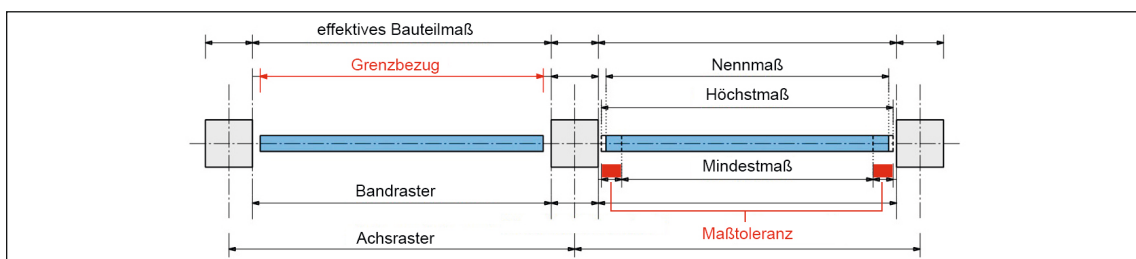 effektives Bauteilmaß
Grenzbezug
Nennmaß
Höchstmaß
Mindestmaß
Bandraster
Maßtoleranz
Achsraster